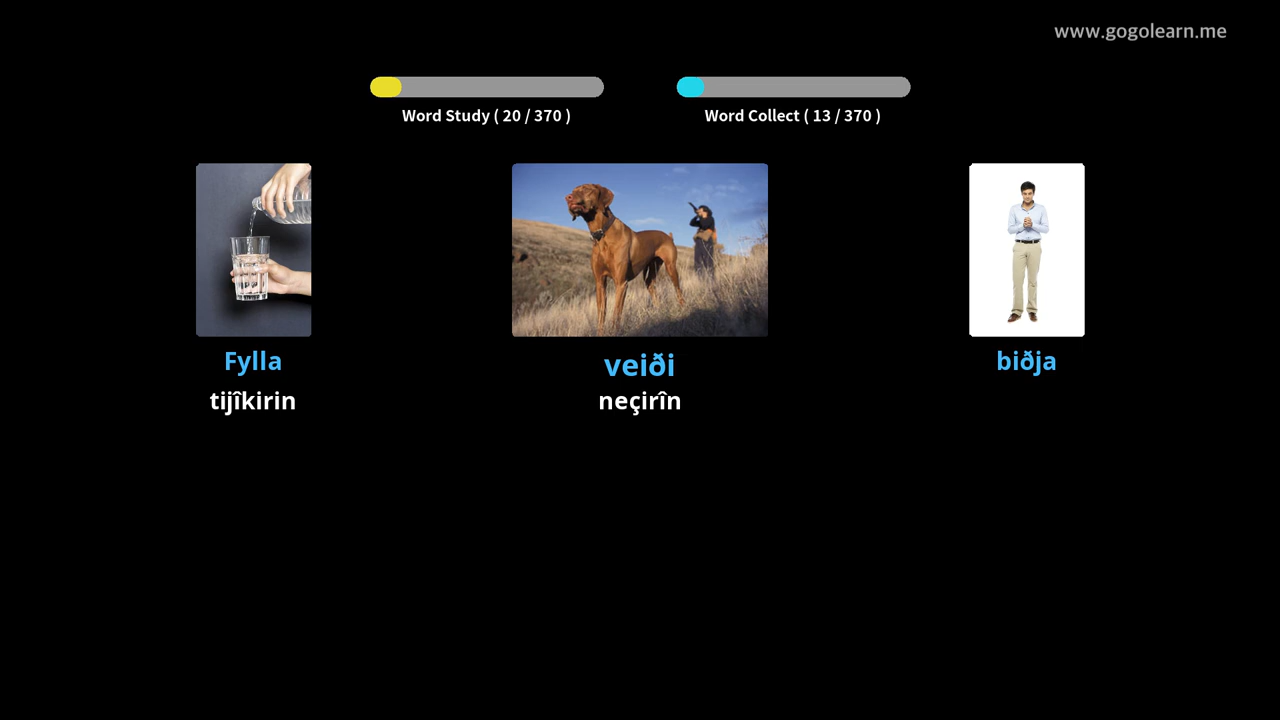 www.gogolearn.me
Word Study ( 20 / 370 )
Word Collect ( 13 / 370 )
Fylla
tijîkirin
veiði
neçirîn
biðja